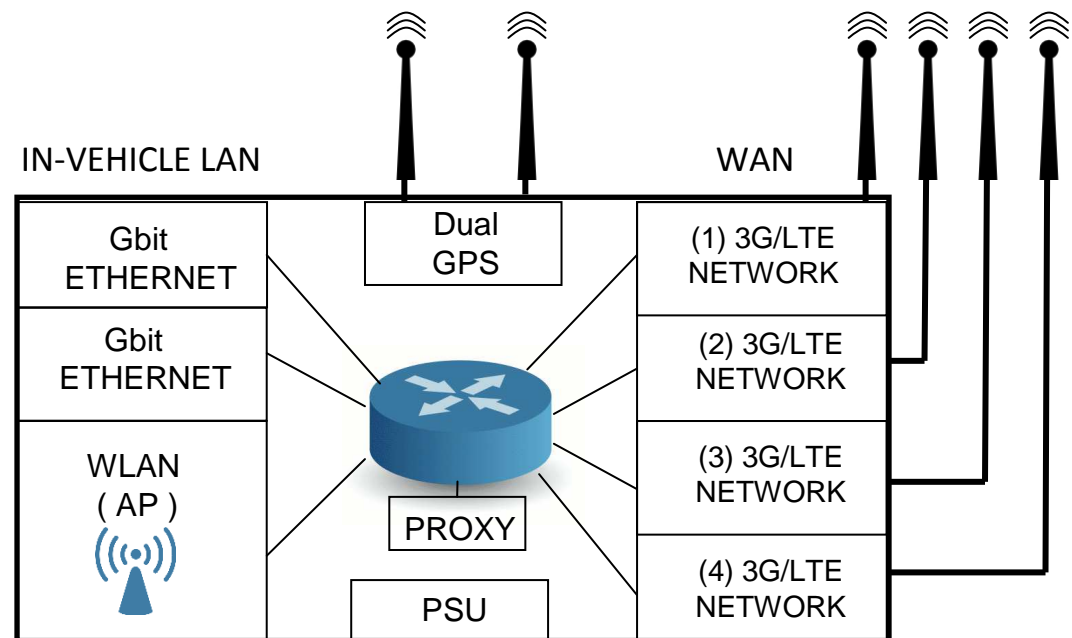 IN-VEHICLE LAN
WAN
Gbit
ETHERNET
Gbit
ETHERNET
WLAN
( AP )
Dual
GPS
PROXY
PSU
(1) 3G/LTE
NETWORK
(2) 3G/LTE
NETWORK
(3) 3G/LTE
NETWORK
(4) 3G/LTE
NETWORK